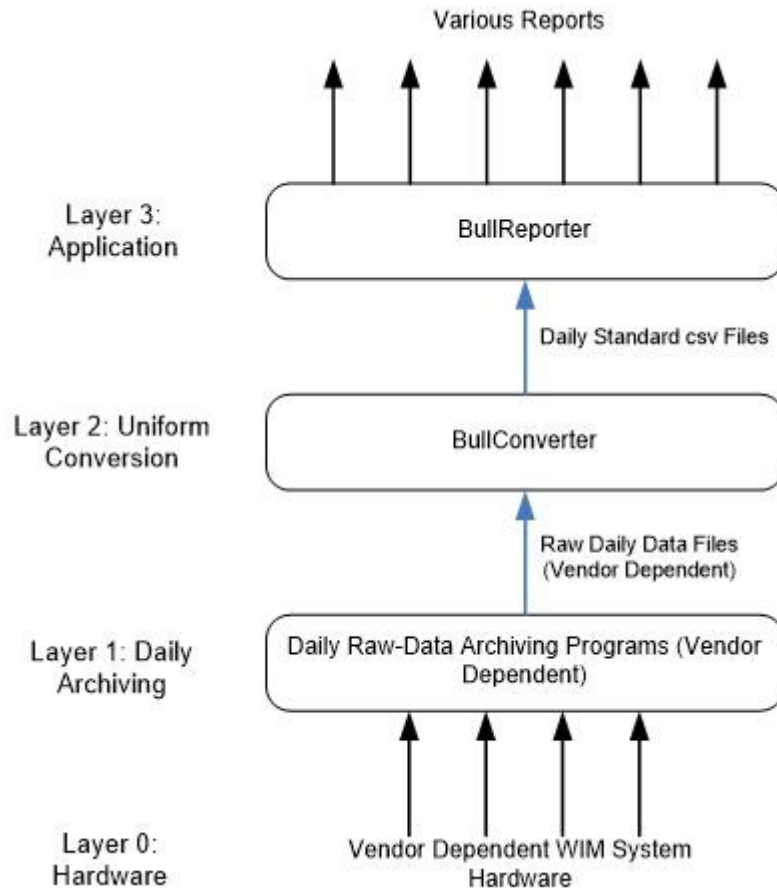 Various Reports
Layer 3:
Application
BullReporter
Daily Standard csv Files
Layer 2: Uniform
Conversion
BullConverter
Raw Daily Data Files
(Vendor Dependent)
Layer 1: Daily
Archiving
Daily Raw-Data Archiving Programs (Vendor
Dependent)
Layer 0:
Hardware
Vendor Dependent WIM System
Hardware